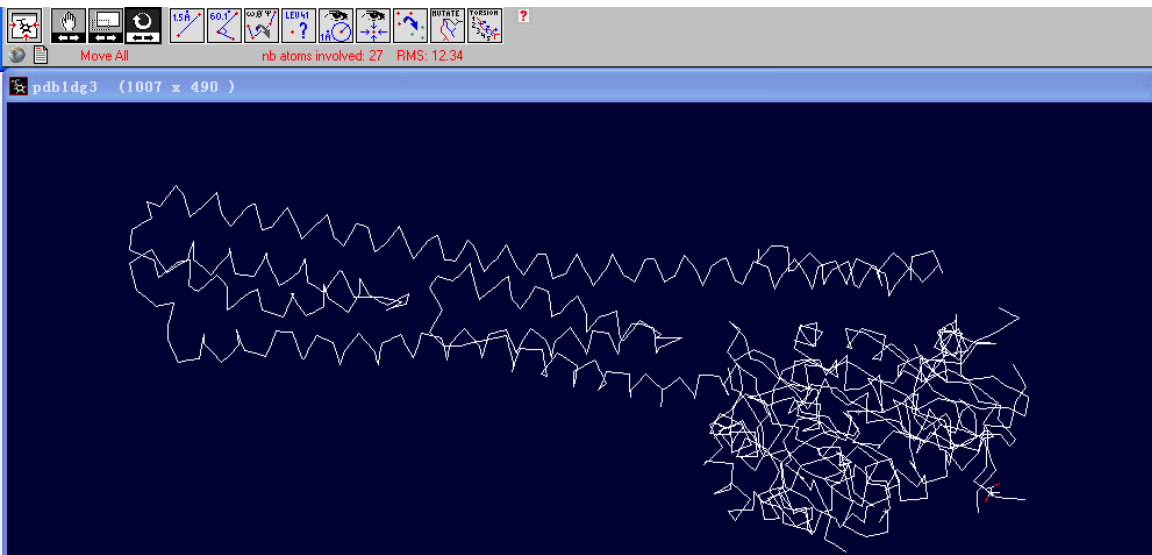 1.5Å 60.1° ω Ø Ψ LEU41 ? 1Å MUTATE TORSION ?
Move All nb atoms involved: 27 RMS: 12.34
pdb1dg3 (1007 x 490 )